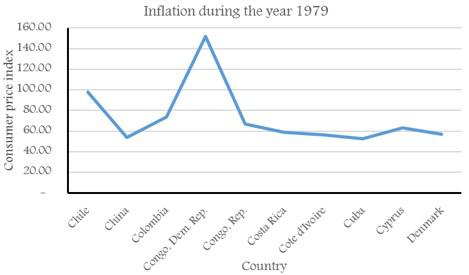 Inflation during the year 1979
Consumer price index
160.00
140.00
120.00
100.00
80.00
60.00
40.00
20.00
-
Chile
China
Colombia
Congo, Dem. Rep.
Congo, Rep.
Costa Rica
Cote d'Ivoire
Cuba
Cyprus
Denmark
Country